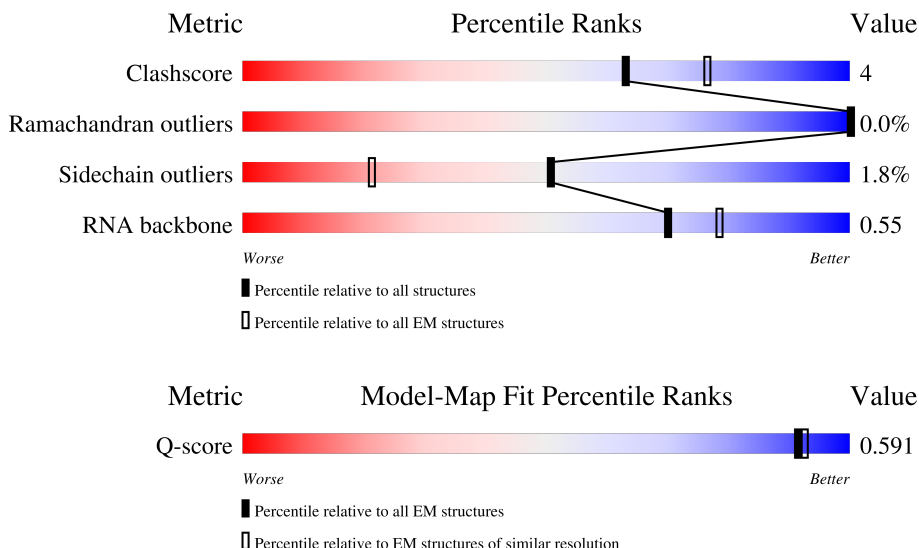 Metric Percentile Ranks Value
Clashscore 4
Ramachandran outliers 0.0%
Sidechain outliers 1.8%
RNA backbone 0.55
Worse Better
Percentile relative to all structures
Percentile relative to all EM structures
Metric Model-Map Fit Percentile Ranks Value
Q-score 0.591
Worse Better
Percentile relative to all EM structures
Percentile relative to EM structures of similar resolution